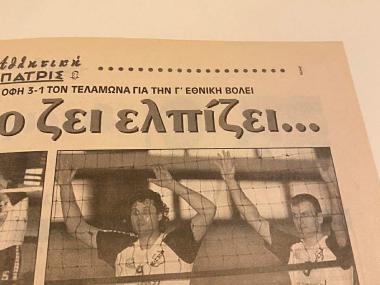 Αθλητική
ΠΑΤΡΙΣ
ΟΦΗ 3-1 ΤΟΝ ΤΕΛΑΜΩΝΑ ΓΙΑ ΤΗΝ Γ' ΕΘΝΙΚΗ ΒΟΛΕΙ
ο ζει ελπίζει...